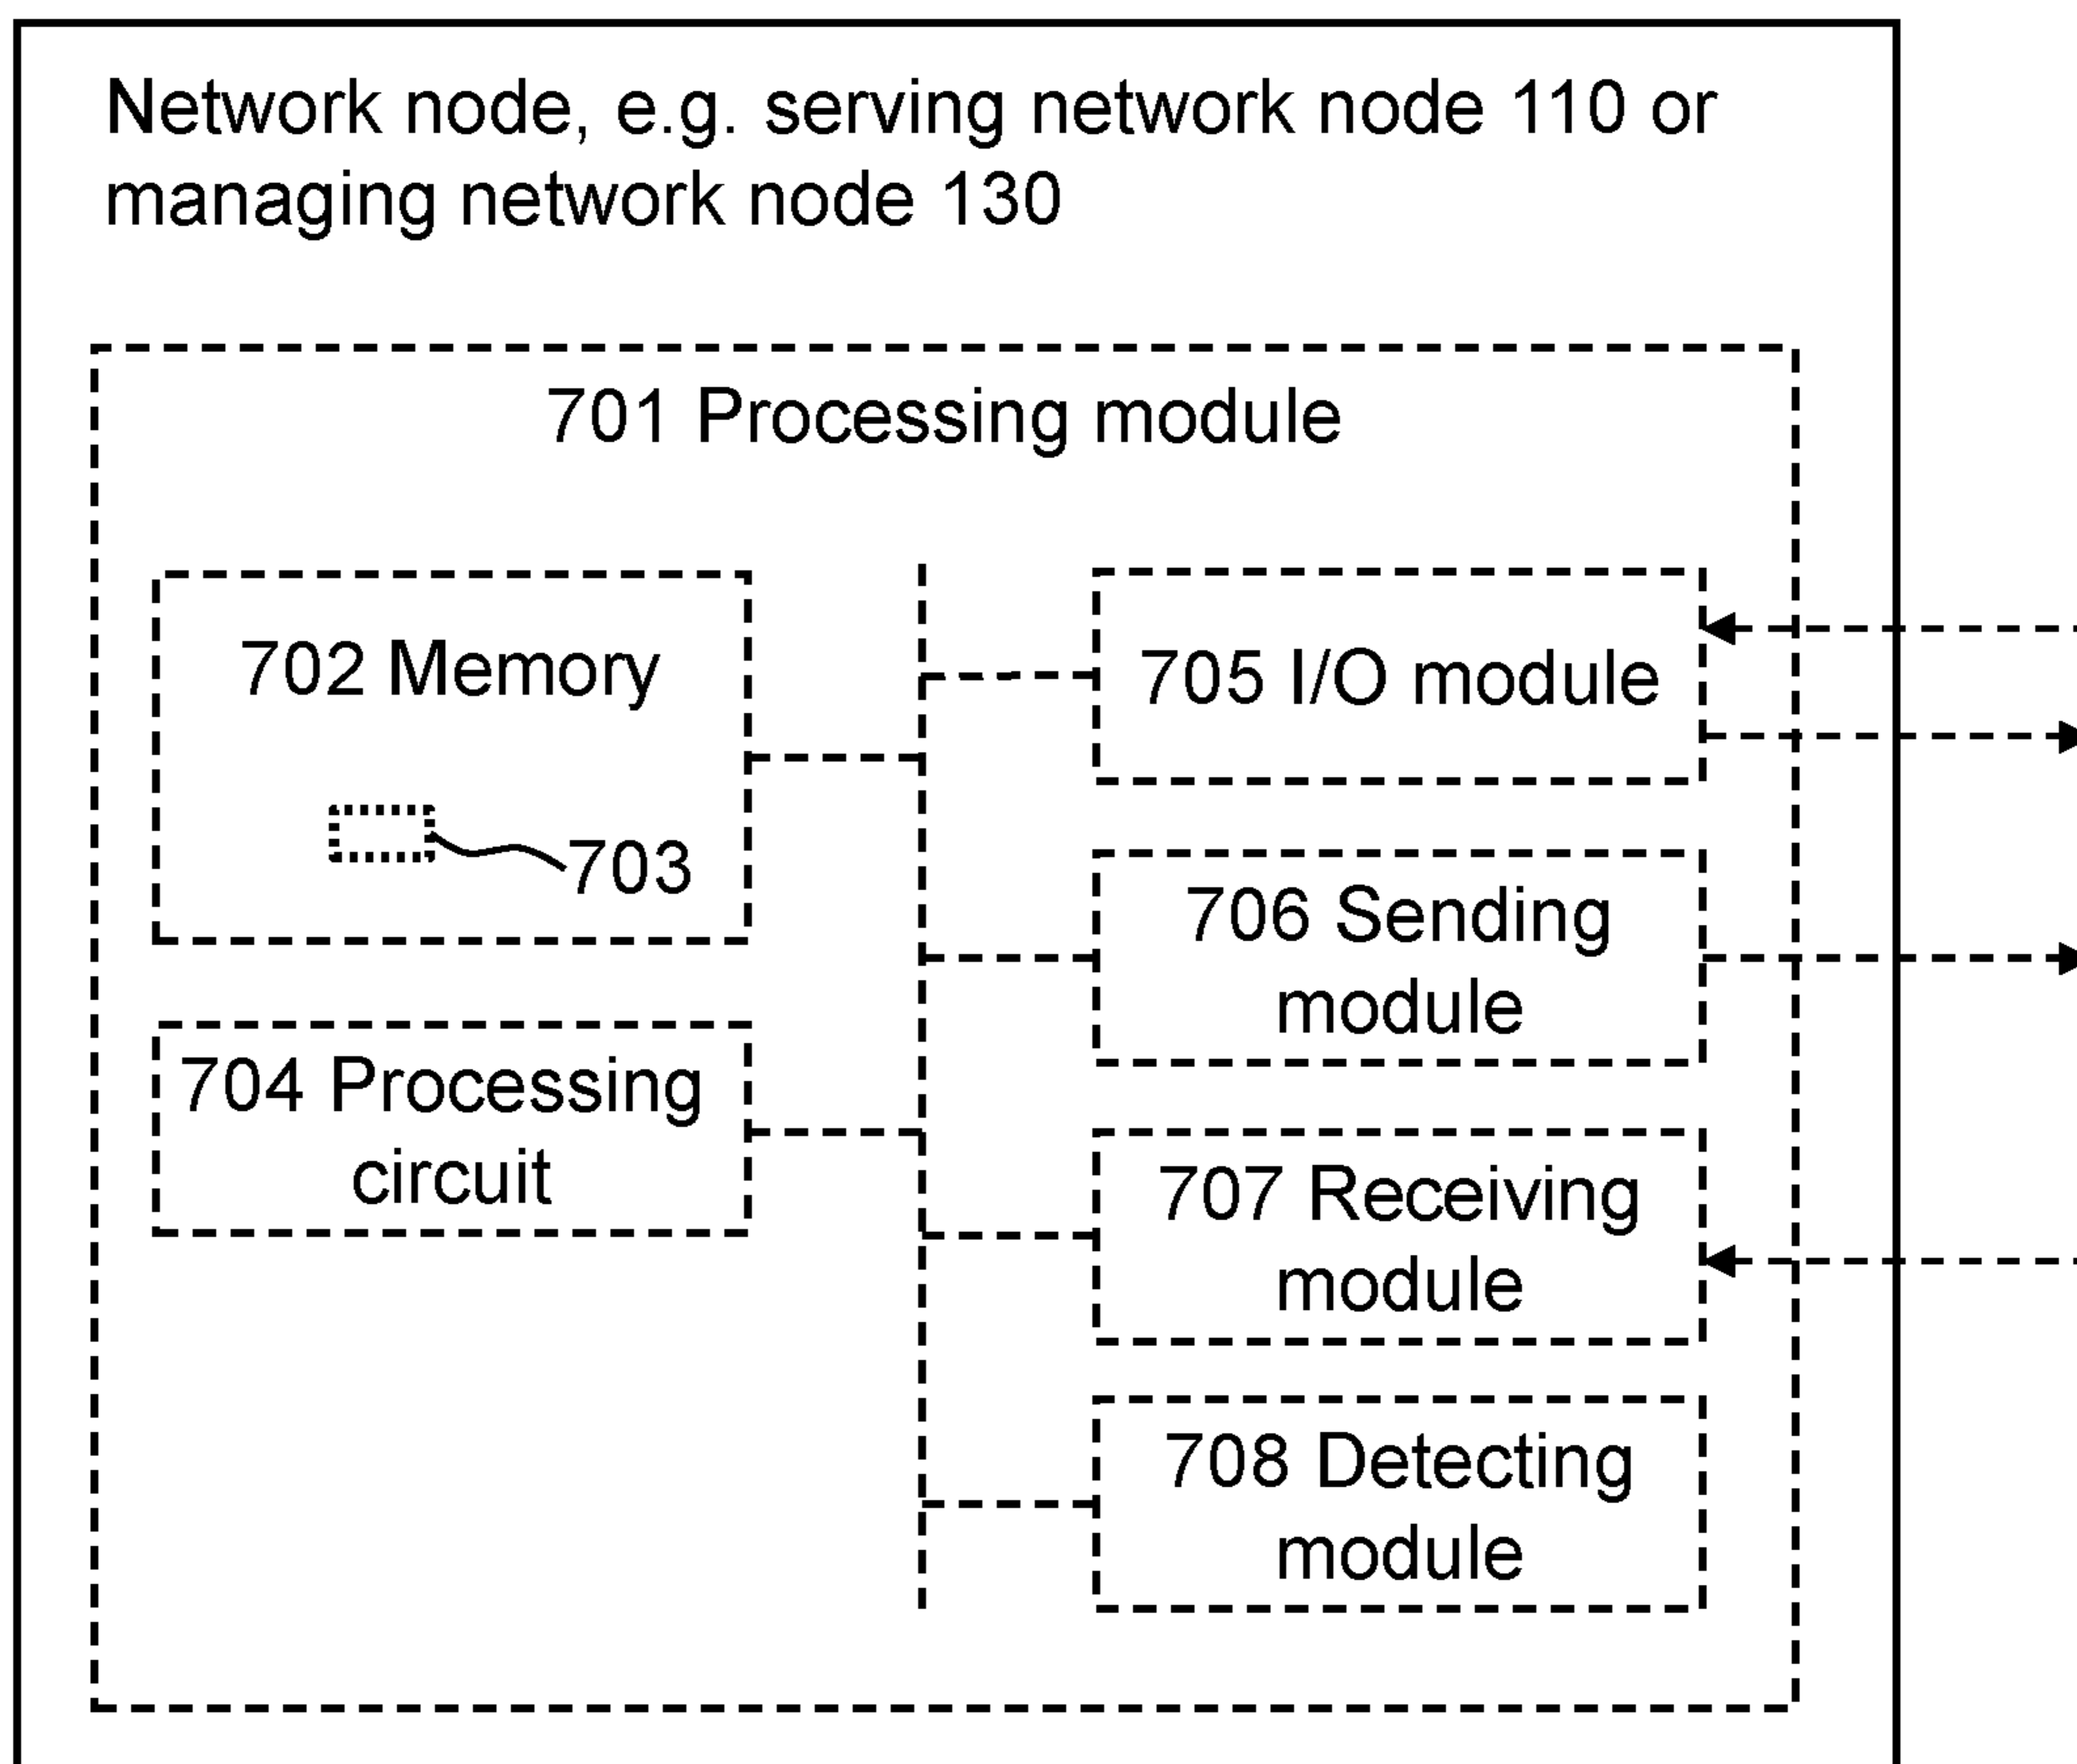 Network node, e.g. serving network node 110 or
managing network node 130
701 Processing module
702 Memory
703
704 Processing
circuit
705 I/O module
706 Sending
module
707 Receiving
module
708 Detecting
module